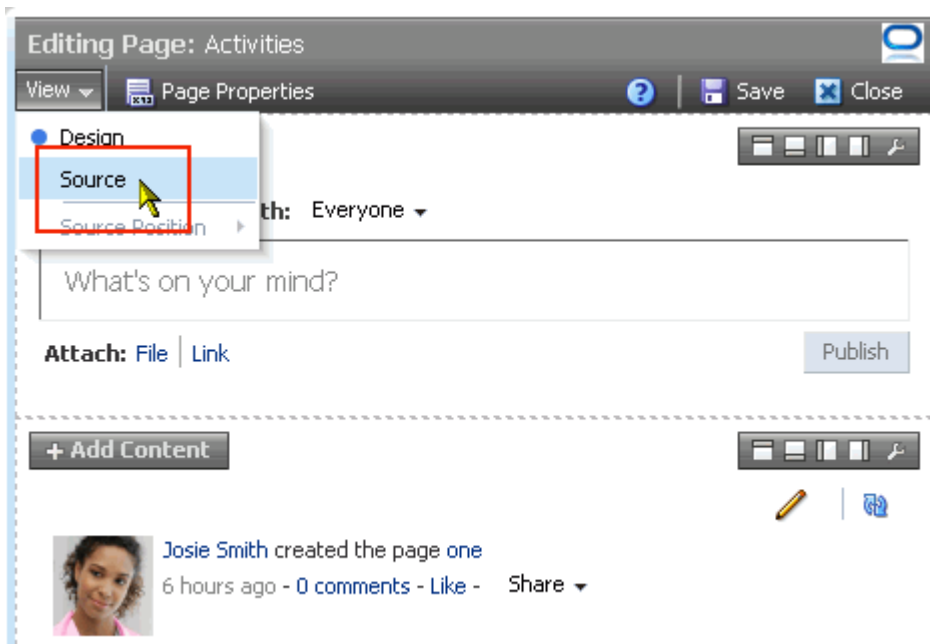 Editing Page: Activities
View Page Properties Save Close
Design
Source
Source Position
th: Everyone
What's on your mind?
Attach: File Link
Publish
+ Add Content
Josie Smith created the page one
6 hours ago - 0 comments - Like - Share